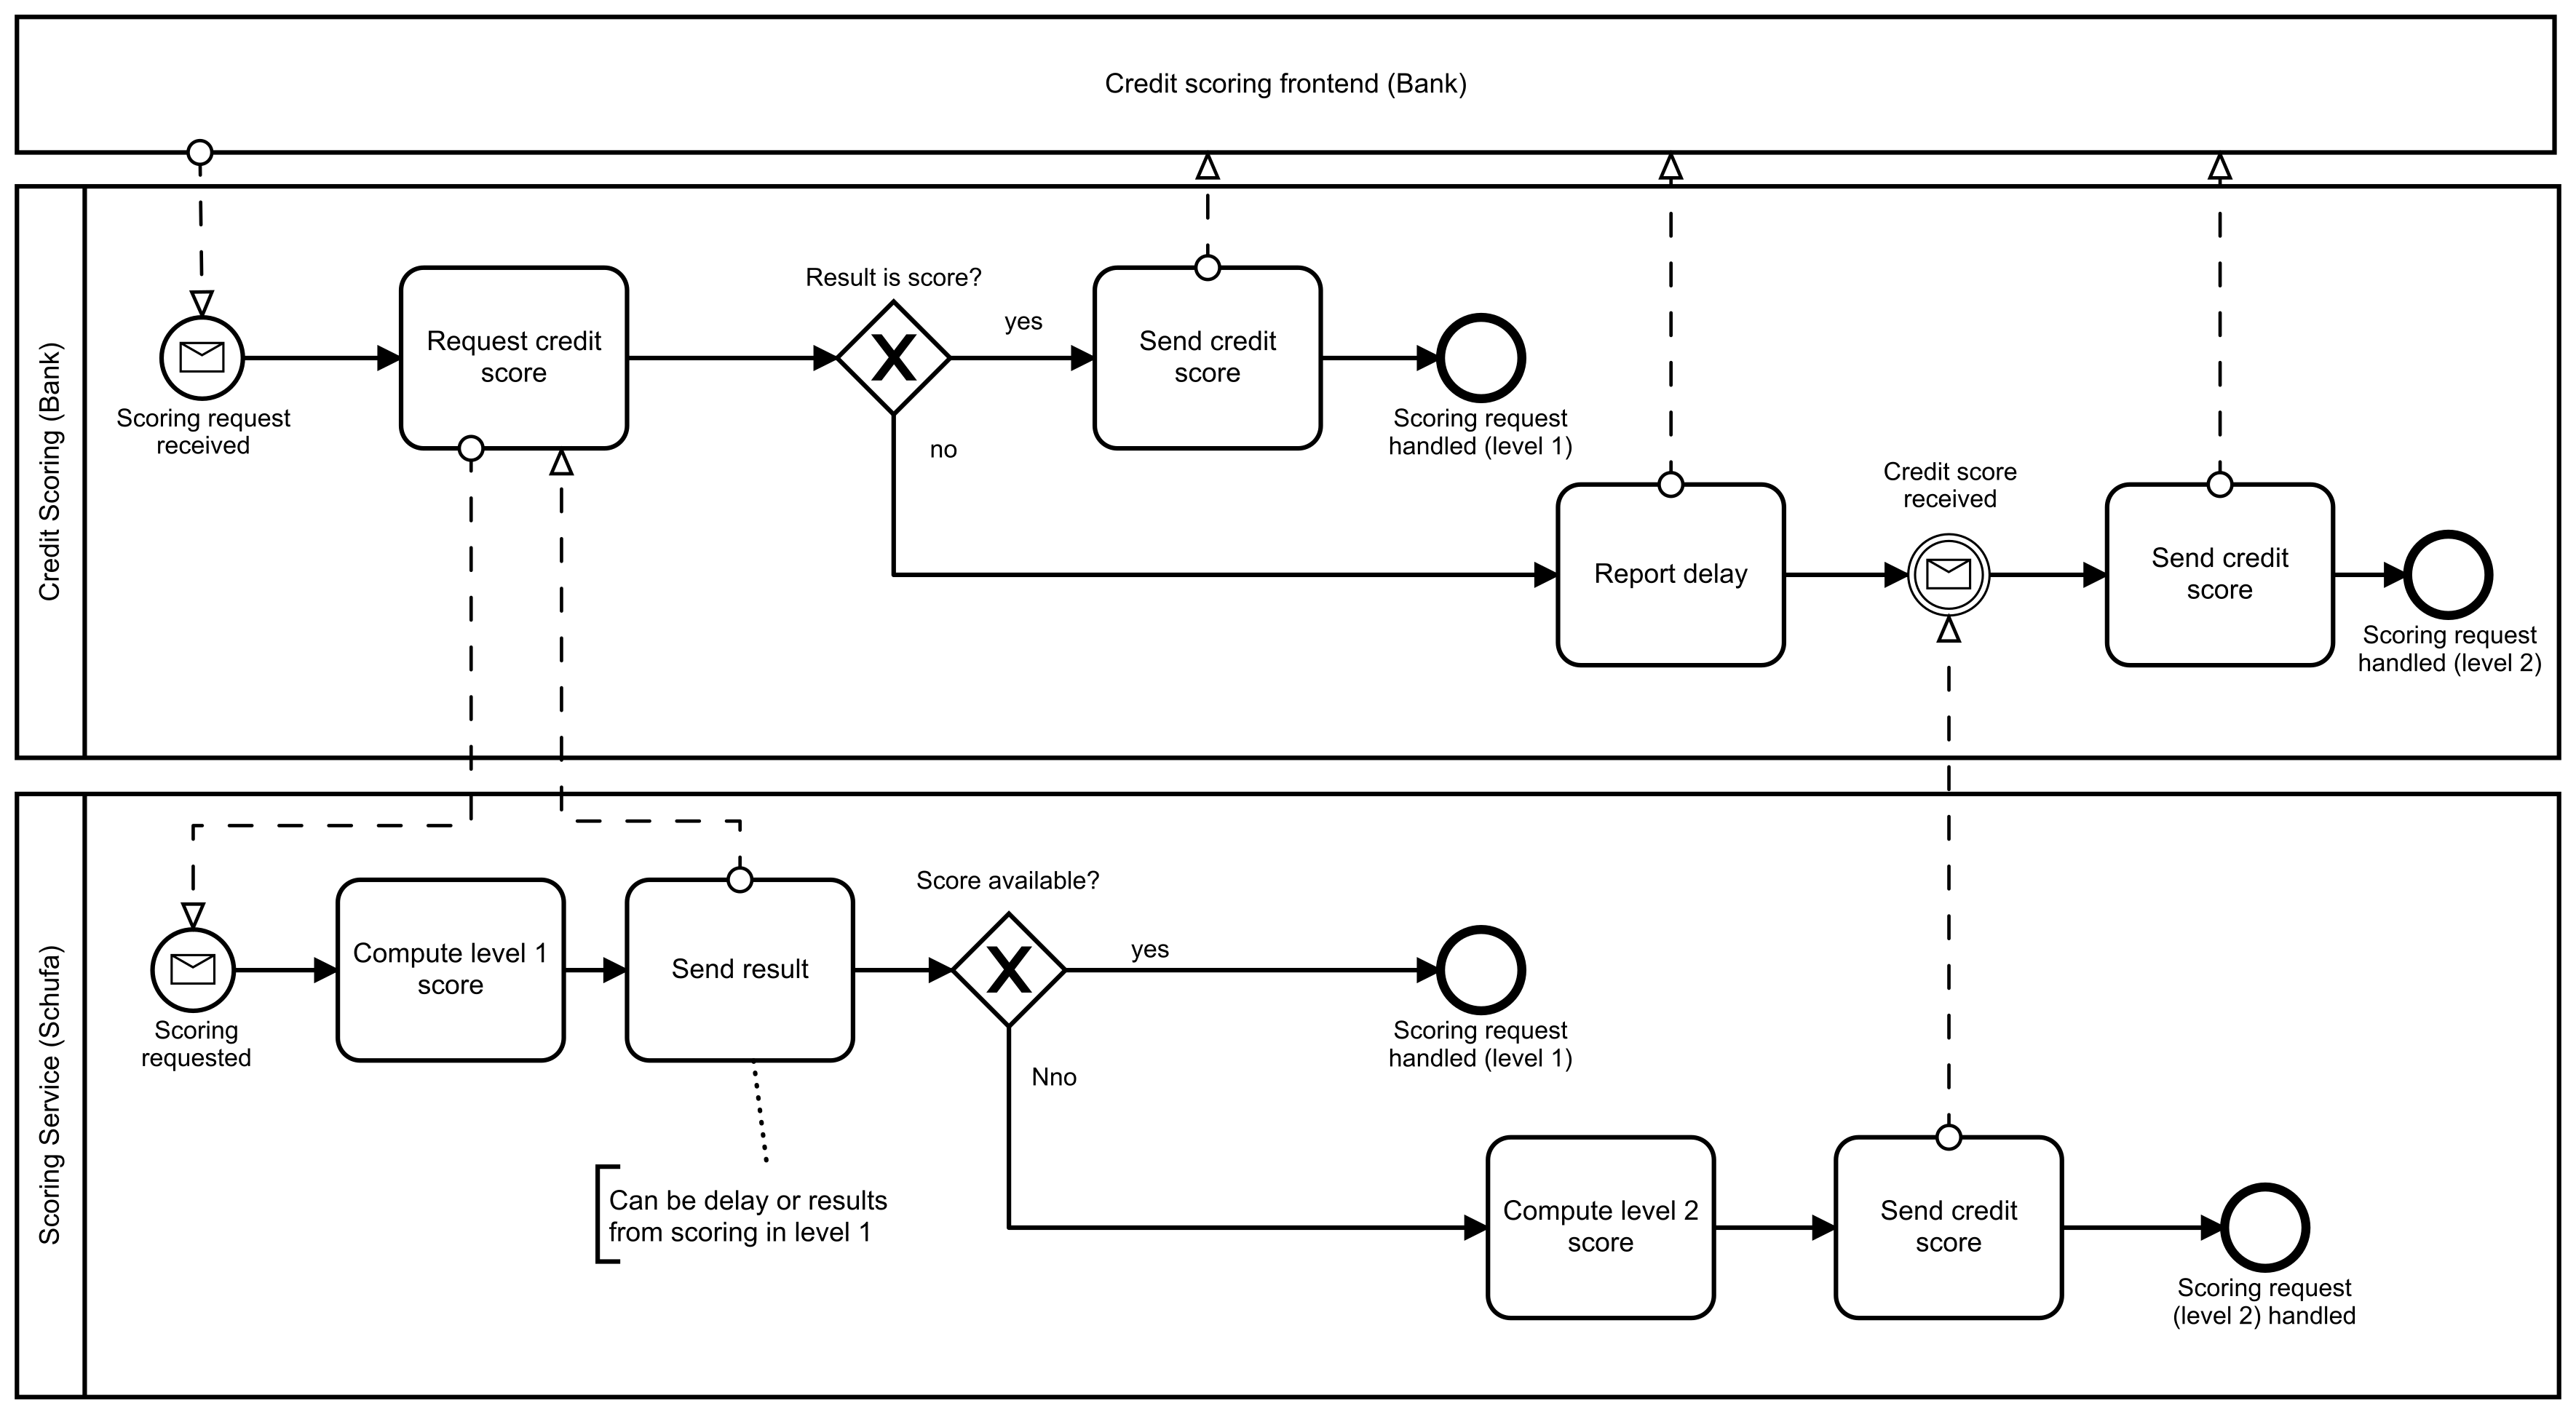 Credit scoring frontend (Bank)
Credit Scoring (Bank)
Scoring request
received
Request credit
score
Result is score?
yes
no
Send credit
score
Scoring request
handled (level 1)
Report delay
Credit score
received
Send credit
score
Scoring request
handled (level 2)
Scoring Service (Schufa)
Scoring
requested
Compute level 1
score
Send result
Can be delay or results
from scoring in level 1
Score available?
yes
Nno
Scoring request
handled (level 1)
Compute level 2
score
Send credit
score
Scoring request
(level 2) handled